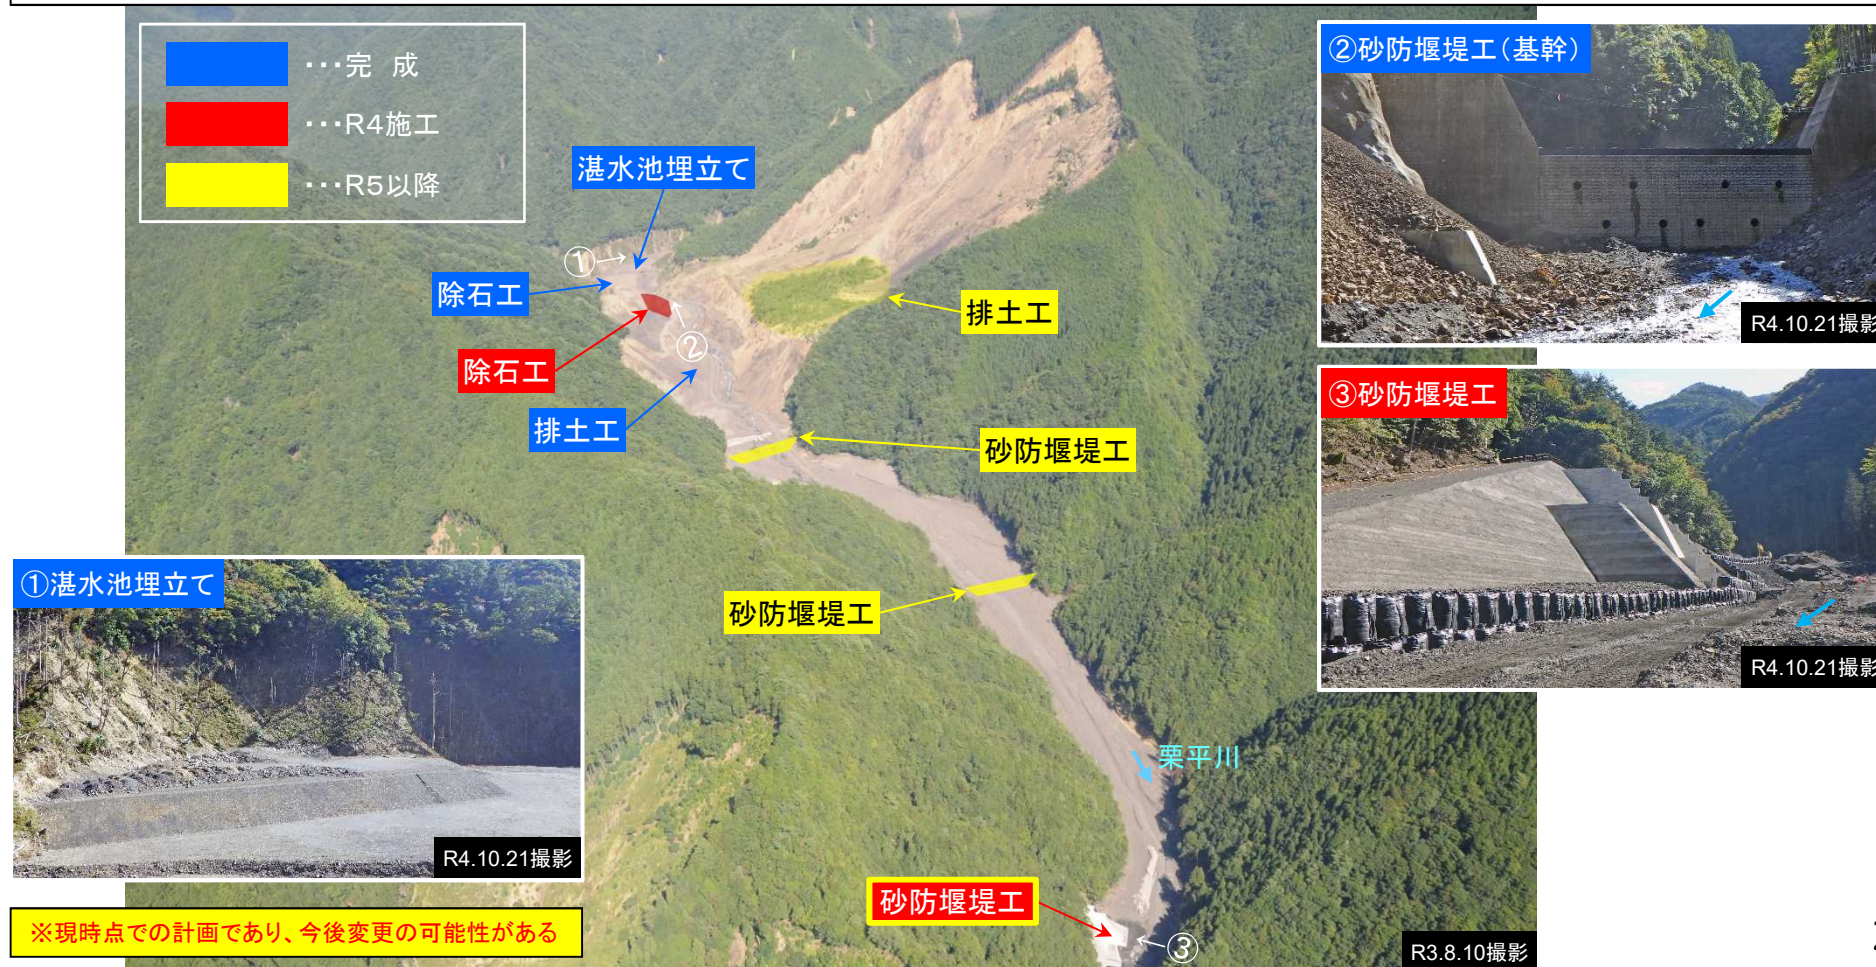 ・・・完 成
・・・R4施工
・・・R5以降
湛水池埋立て
①
除石工
除石工
②
排土工
排土工
砂防堰堤工
砂防堰堤工
栗平川
砂防堰堤工
③
R3.8.10撮影
①湛水池埋立て
R4.10.21撮影
②砂防堰堤工(基幹)
R4.10.21撮影
③砂防堰堤工
R4.10.21撮影
※現時点での計画であり、今後変更の可能性がある